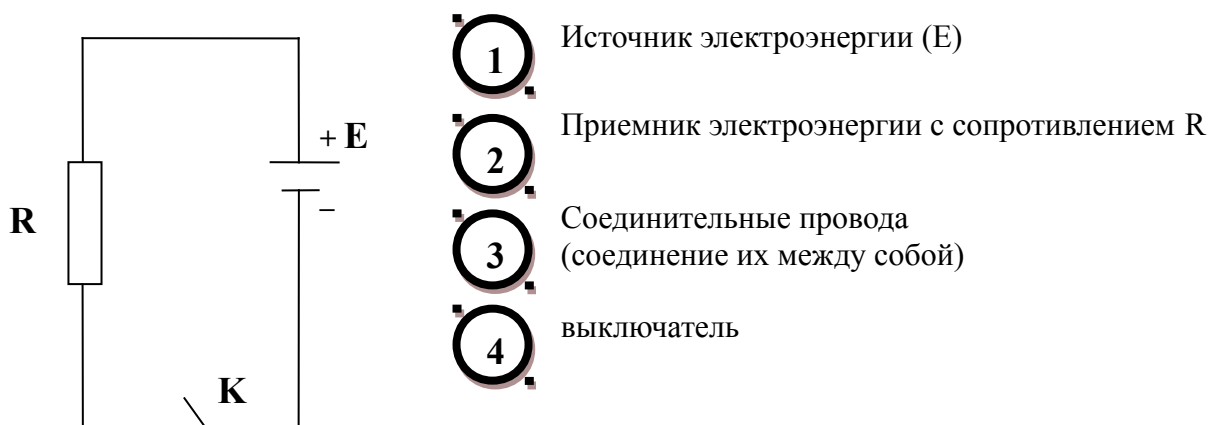 + E
R
–
K
1 Источник электроэнергии (E)
2 Приемник электроэнергии с сопротивлением R
3 Соединительные провода
(соединение их между собой)
4 выключатель